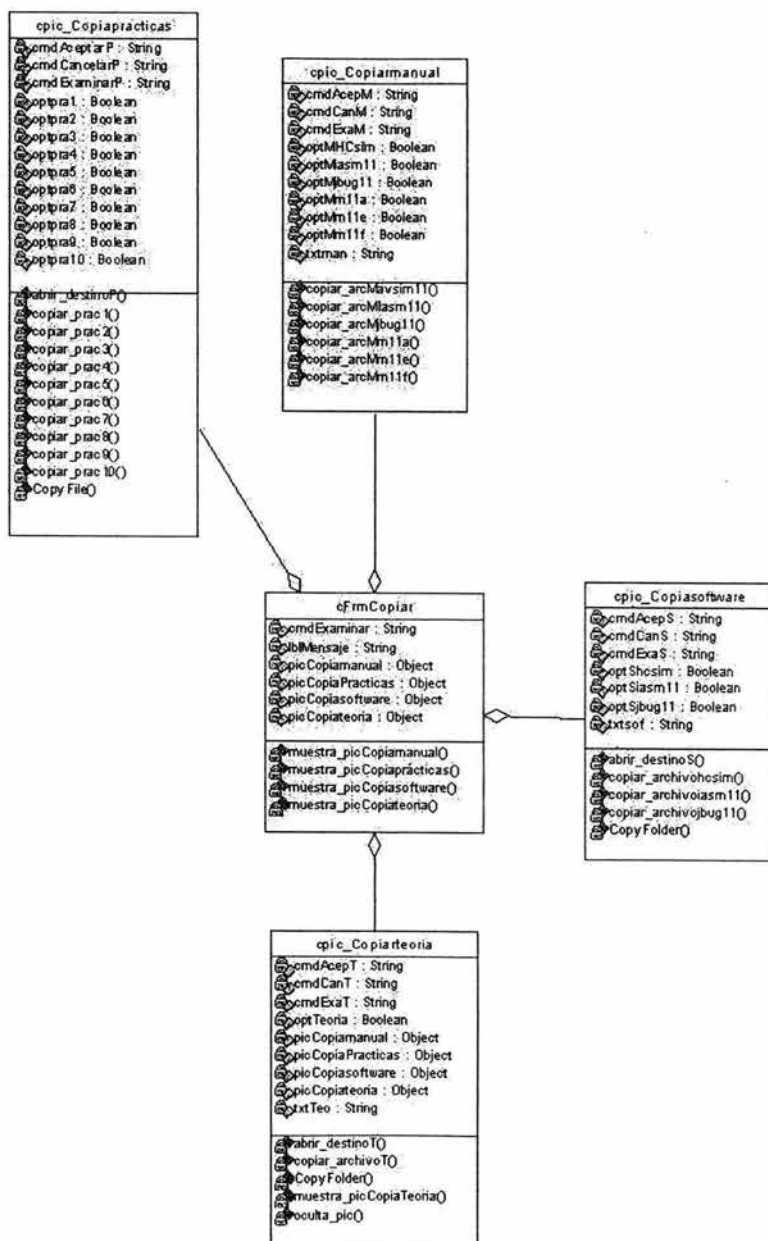 cpic_Copiapracticas
cmdAceptarP : String
cmdCancelarP : String
cmdExaminarP : String
optpra1 : Boolean
optpra2 : Boolean
optpra3 : Boolean
optpra4 : Boolean
optpra5 : Boolean
optpra6 : Boolean
optpra7 : Boolean
optpra8 : Boolean
optpra9 : Boolean
optpra10 : Boolean
abrir_destinoP()
copiar_prac1()
copiar_prac2()
copiar_prac3()
copiar_prac4()
copiar_prac5()
copiar_prac6()
copiar_prac7()
copiar_prac8()
copiar_prac9()
copiar_prac10()
CopyFile()
cpic_Copiarmanual
cmdAcepM : String
cmdCanM : String
cmdExaM : String
optMHCsim : Boolean
optMiasm11 : Boolean
optMjbug11 : Boolean
optMm11a : Boolean
optMm11e : Boolean
optMm11f : Boolean
txtman : String
copiar_arcMavsim11()
copiar_arcMIasm11()
copiar_arcMjbug11()
copiar_arcMm11a()
copiar_arcMm11e()
copiar_arcMm11f()
cFrmCopiar
cmdExaminar : String
lblMensaje : String
picCopiamanual : Object
picCopiaPracticas : Object
picCopiasoftware : Object
picCopiateoria : Object
muestra_picCopiamanual()
muestra_picCopiaprácticas()
muestra_picCopiasoftware()
muestra_picCopiateoria()
cpic_Copiasoftware
cmdAcepS : String
cmdCanS : String
cmdExaS : String
optShcsim : Boolean
optSiasm11 : Boolean
optSjbug11 : Boolean
txtsof : String
abrir_destinoS()
copiar_archivohcsim()
copiar_archivoiasm11()
copiar_archivojbug11()
CopyFolder()
cpic_Copiarteoria
cmdAcepT : String
cmdCanT : String
cmdExaT : String
optTeoria : Boolean
picCopiamanual : Object
picCopiaPracticas : Object
picCopiasoftware : Object
picCopiateoria : Object
txtTeo : String
abrir_destinoT()
copiar_archivoT()
CopyFolder()
muestra_picCopiaTeoria()
oculta_pic()